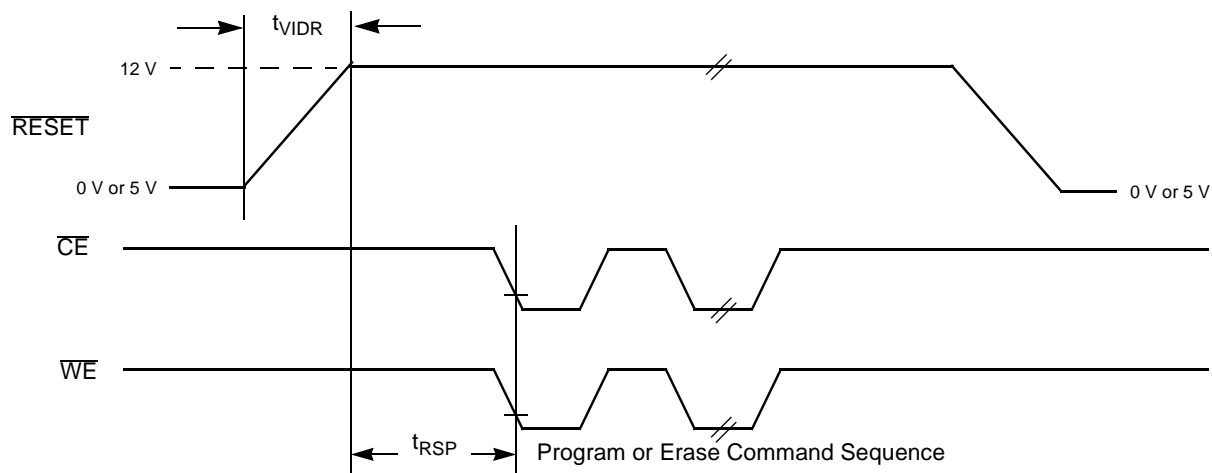 tVIDR
12 V
RESET
0 V or 5 V
0 V or 5 V
CE
WE
tRSP
Program or Erase Command Sequence